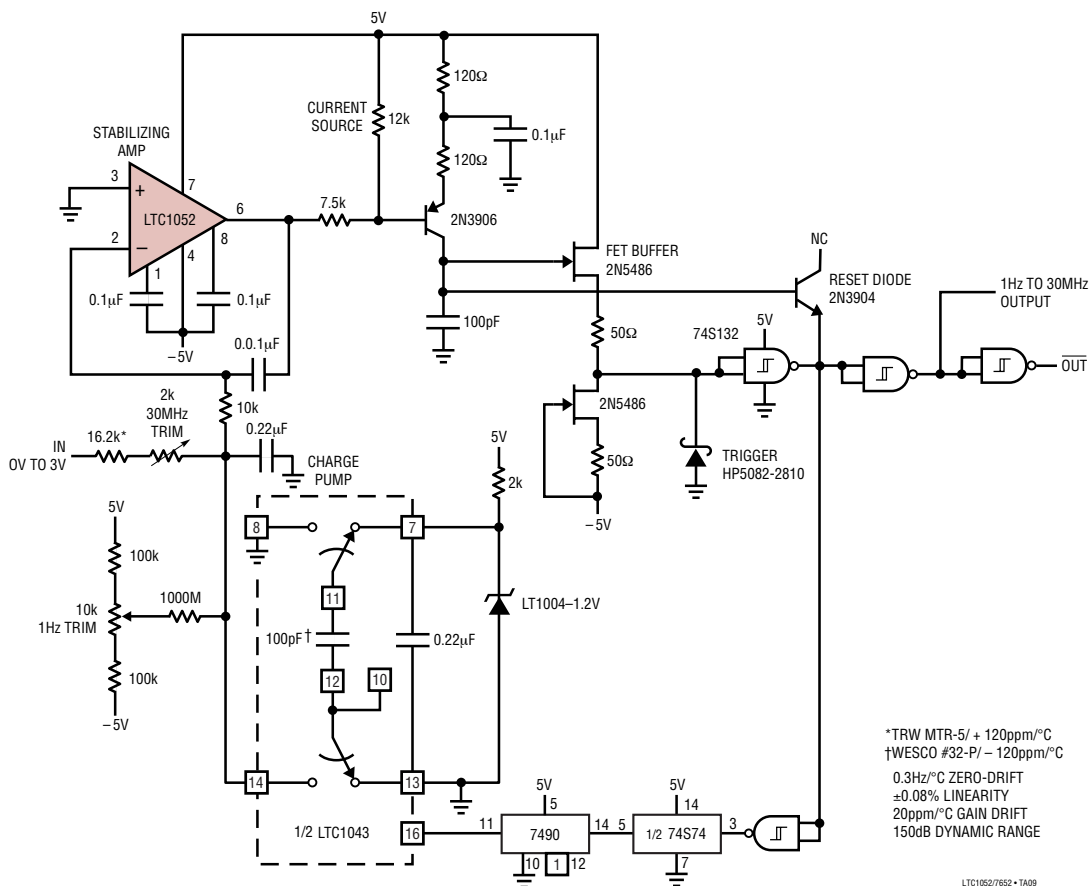 5V
120Ω
CURRENT
SOURCE
12k
0.1µF
STABILIZING
AMP
120Ω
3
+
7
LTC1052
6
7.5k
2N3906
2
−
8
4
1
NC
FET BUFFER
2N5486
RESET DIODE
2N3904
1Hz TO 30MHz
OUTPUT
0.1µF
0.1µF
100pF
–5V
50Ω
74S132
5V
0.0.1µF
OUT
2k
30MHz
TRIM
10k
2N5486
IN
0V TO 3V
16.2k*
0.22µF
CHARGE
PUMP
5V
2k
50Ω
TRIGGER
HP5082-2810
–5V
5V
8
7
100k
11
LT1004–1.2V
10k
1Hz TRIM
1000M
100pF†
0.22µF
12
10
100k
–5V
*TRW MTR-5/ + 120ppm/°C
†WESCO #32-P/ – 120ppm/°C
0.3Hz/°C ZERO-DRIFT
±0.08% LINEARITY
20ppm/°C GAIN DRIFT
150dB DYNAMIC RANGE
14
13
5V
5V
5
14
1/2 LTC1043
16
11
7490
14
5
1/2 74S74
3
10
1
12
7
LTC1052/7652 • TA09